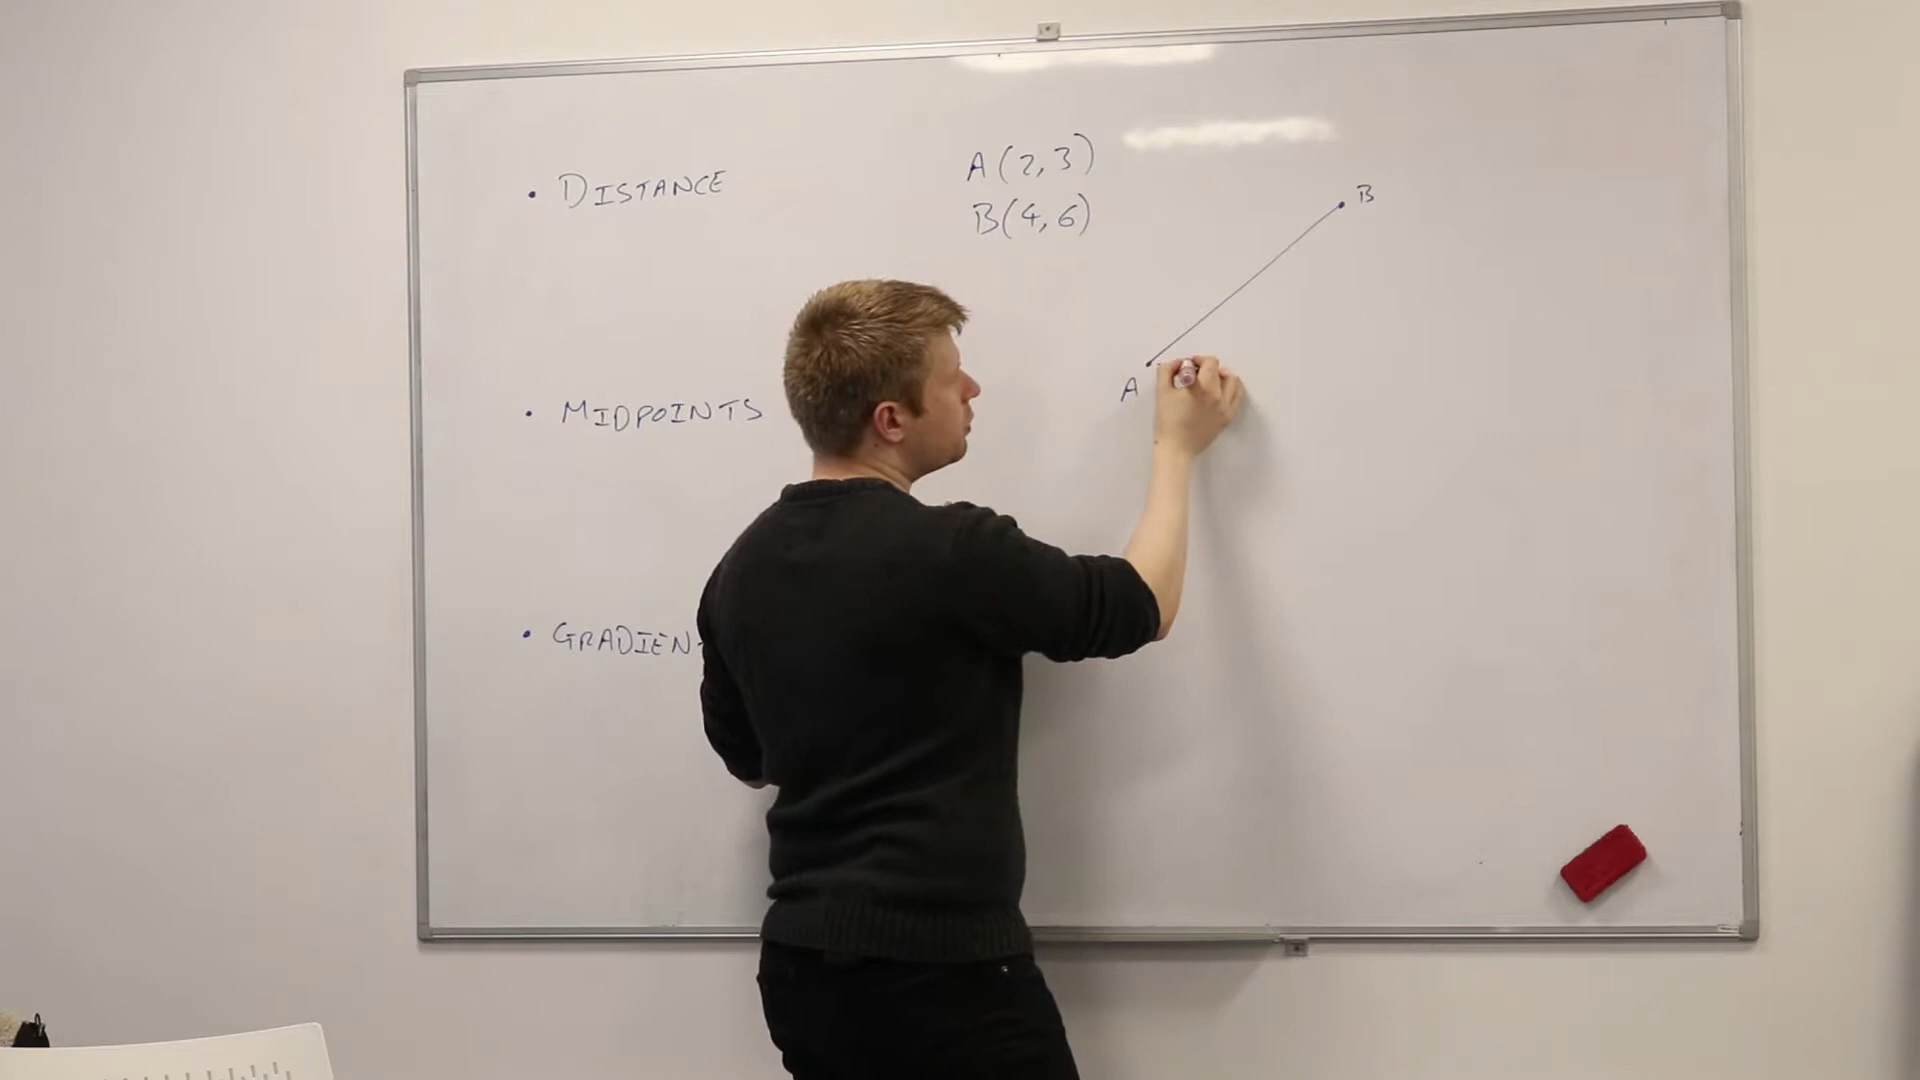 • DISTANCE
A(2,3)
B(4,6)
B
A
• MIDPOINTS